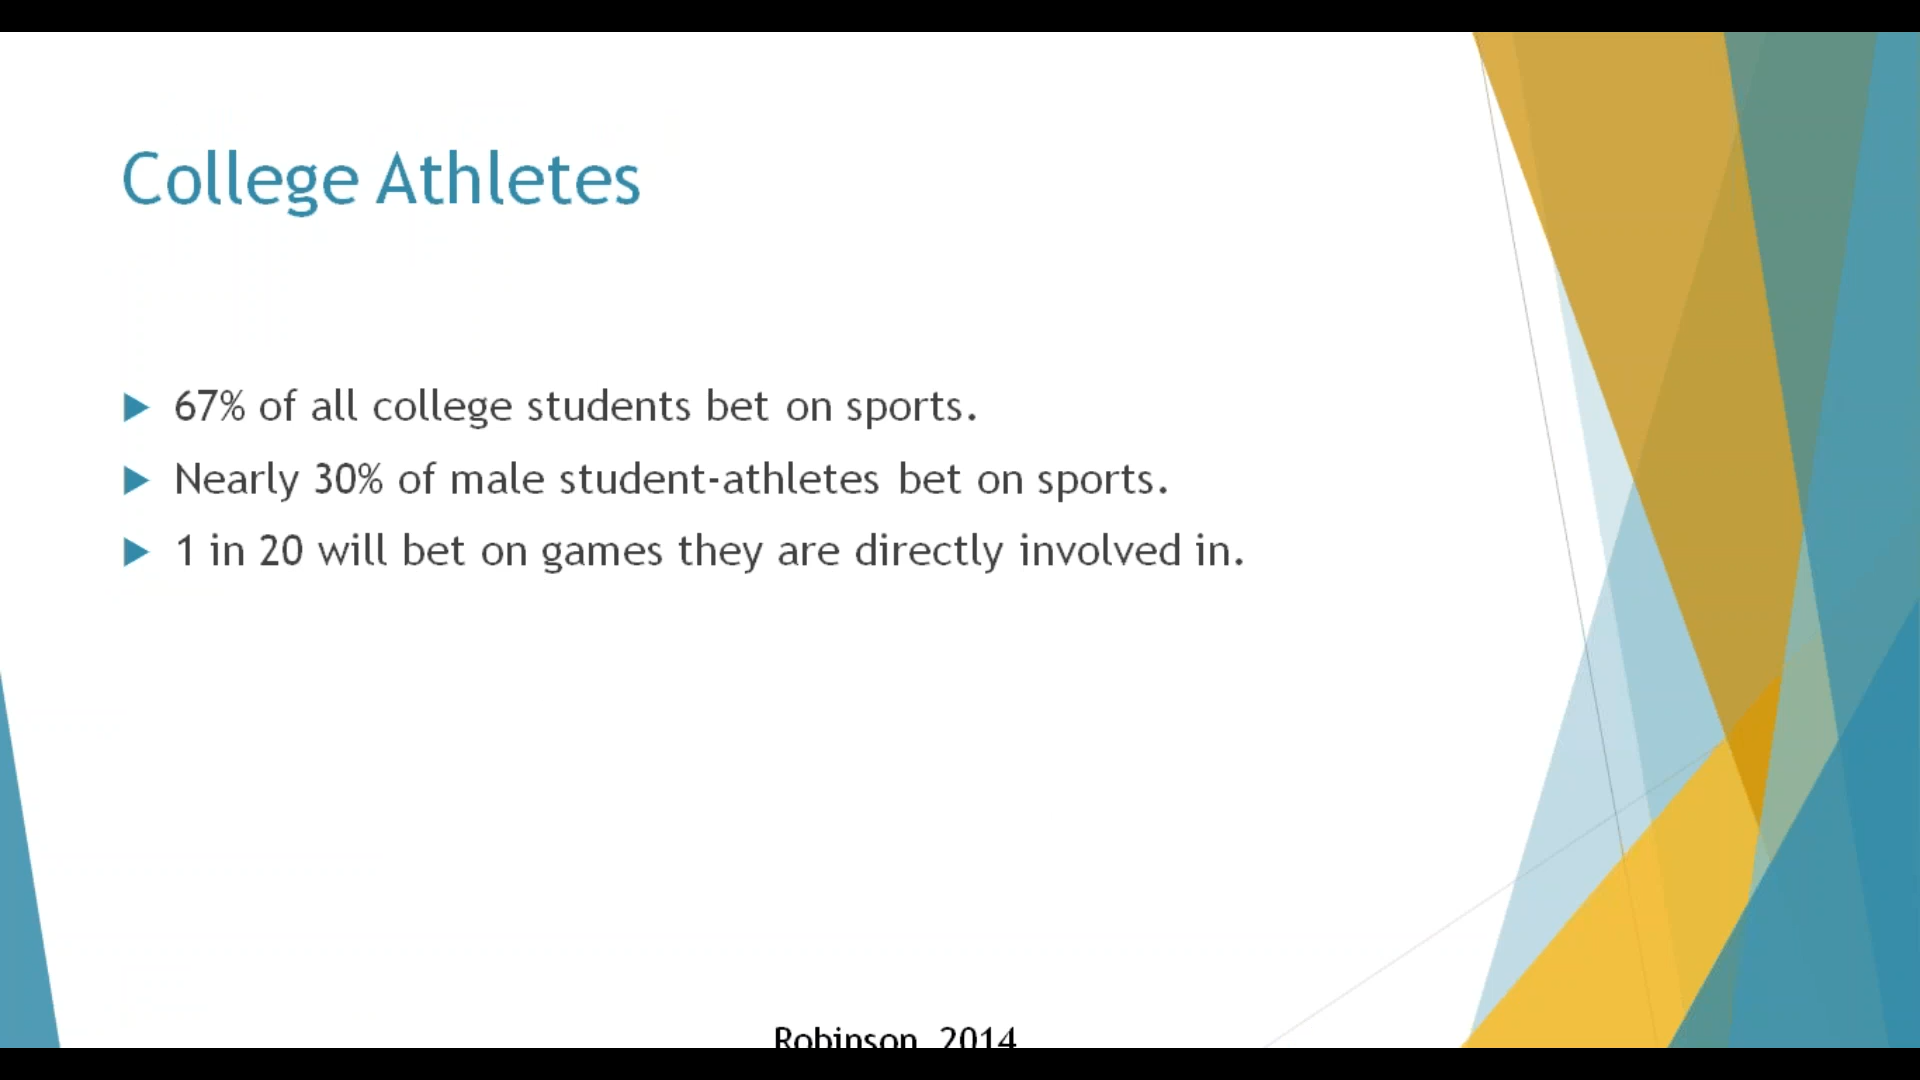 College Athletes
67% of all college students bet on sports.
Nearly 30% of male student-athletes bet on sports.
1 in 20 will bet on games they are directly involved in.
Robinson, 2014